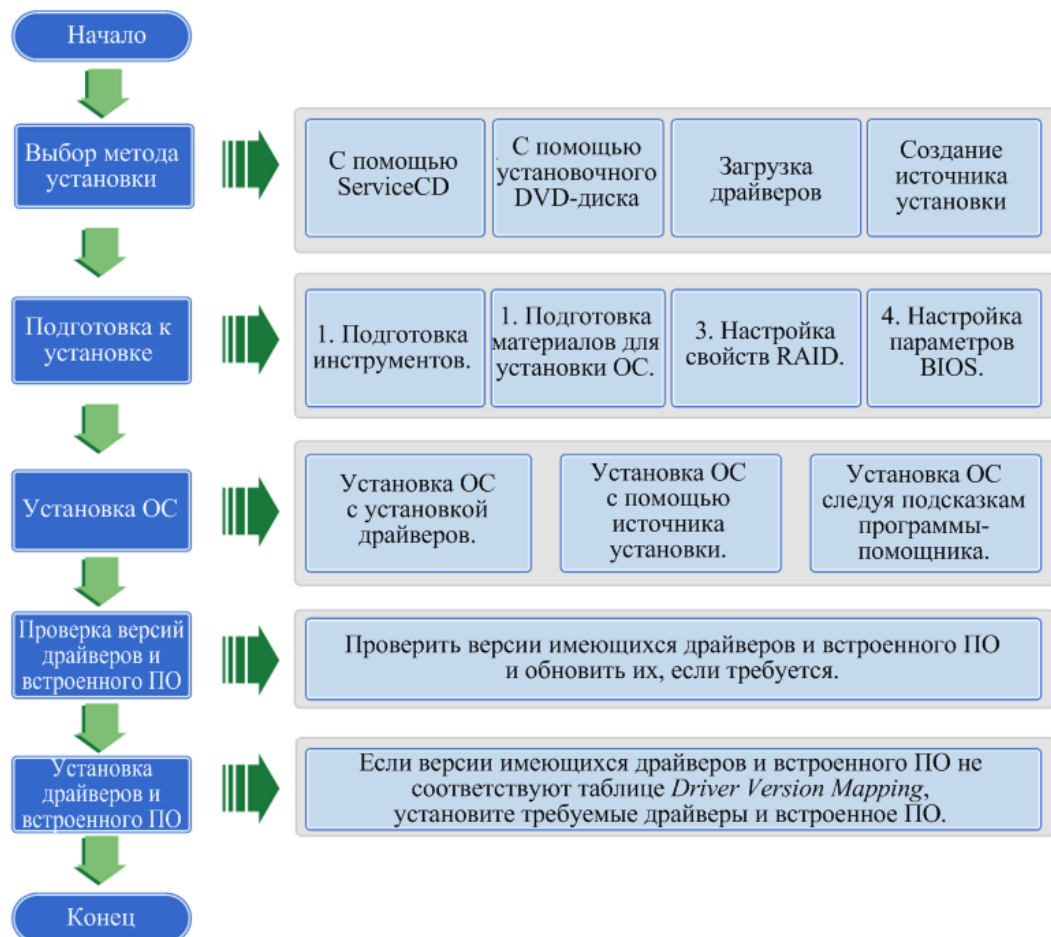 Начало
Выбор метода
установки
С помощью
ServiceCD
С помощью
установочного
DVD-диска
Загрузка
драйверов
Создание
источника
установки
Подготовка к
установке
1. Подготовка
инструментов.
1. Подготовка
материалов для
установки ОС.
3. Настройка
свойств RAID.
4. Настройка
параметров
BIOS.
Установка ОС
Установка ОС
с установкой
драйверов.
Установка ОС
с помощью
источника
установки.
Установка ОС
следуя подсказкам
программы-
помощника.
Проверка версий
драйверов и
встроенного ПО
Проверить версии имеющихся драйверов и встроенного ПО
и обновить их, если требуется.
Установка
драйверов и
встроенного ПО
Если версии имеющихся драйверов и встроенного ПО не
соответствуют таблице Driver Version Mapping,
установите требуемые драйверы и встроенное ПО.
Конец